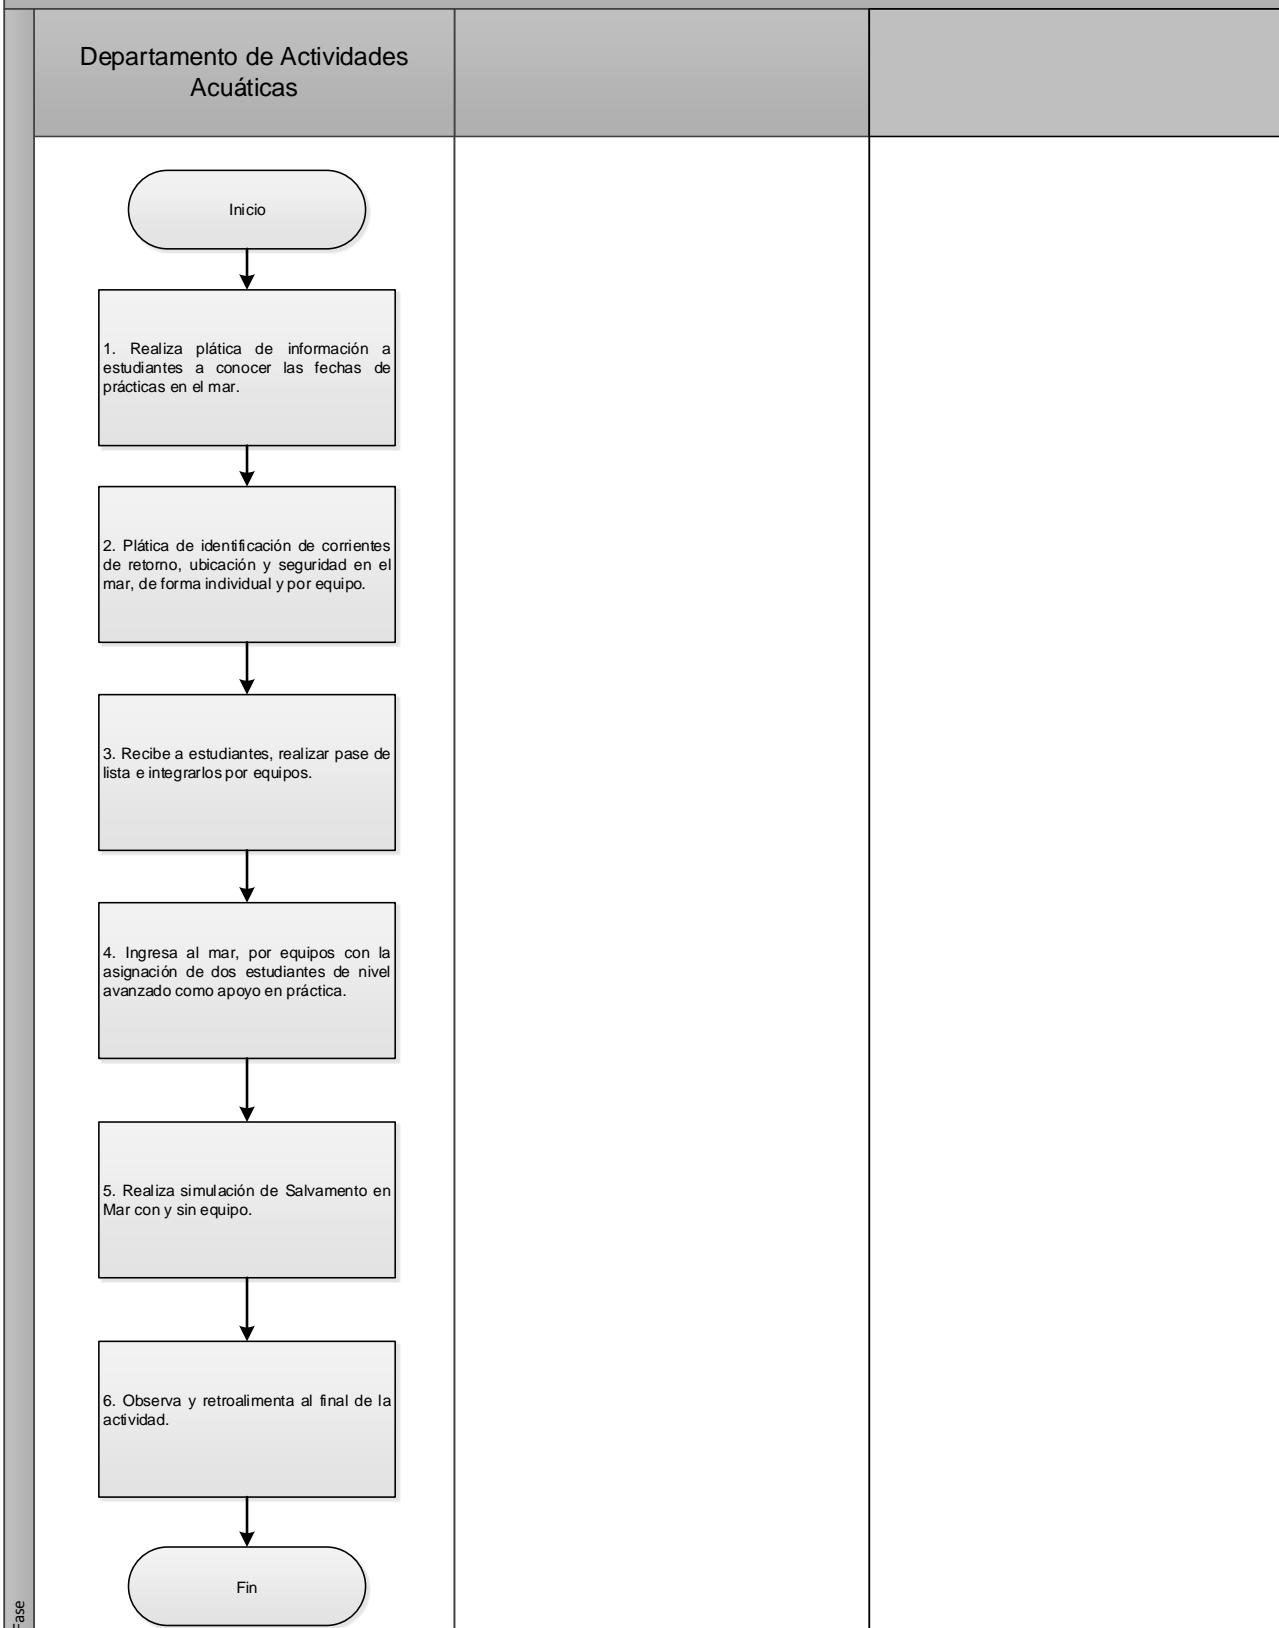 Departamento de Actividades
Acuáticas
Inicio
1. Realiza plática de información a
estudiantes a conocer las fechas de
prácticas en el mar.
2. Plática de identificación de corrientes
de retorno, ubicación y seguridad en el
mar, de forma individual y por equipo.
3. Recibe a estudiantes, realizar pase de
lista e integrarlos por equipos.
4. Ingresa al mar, por equipos con la
asignación de dos estudiantes de nivel
avanzado como apoyo en práctica.
5. Realiza simulación de Salvamento en
Mar con y sin equipo.
6. Observa y retroalimenta al final de la
actividad.
Fin
Fase